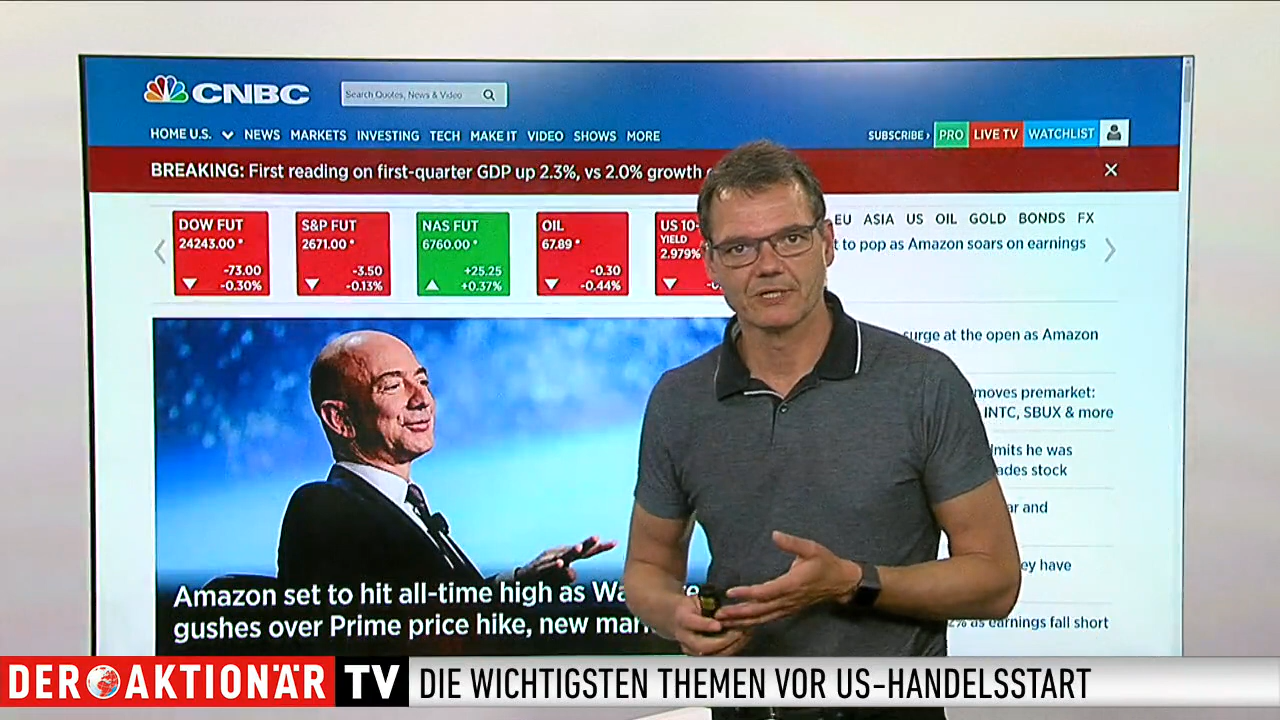 CNBC
Search Quotes, News & Video
HOME U.S. NEWS MARKETS INVESTING TECH MAKE IT VIDEO SHOWS MORE
SUBSCRIBE › PRO LIVE TV WATCHLIST
BREAKING: First reading on first-quarter GDP up 2.3%, vs 2.0% growth
DOW FUT
24243.00 *
-73.00
-0.30%
S&P FUT
2671.00 *
-3.50
-0.13%
NAS FUT
6760.00 *
+25.25
+0.37%
OIL
67.89 *
-0.30
-0.44%
US 10-
YIELD
2.979%
EU ASIA US OIL GOLD BONDS FX
to pop as Amazon soars on earnings
surge at the open as Amazon
moves premarket:
INTC, SBUX & more
he was
stock
and
have
as earnings fall short
Amazon set to hit all-time high as
gushes over Prime price hike, new
DER AKTIONÄR TV
DIE WICHTIGSTEN THEMEN VOR US-HANDELSSTART